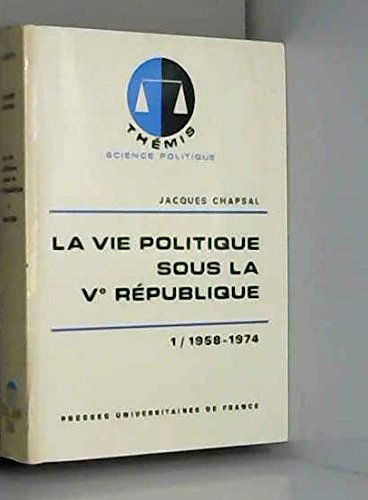 THÉMIS
SCIENCE POLITIQUE
JACQUES CHAPSAL
LA VIE POLITIQUE
SOUS LA
Ve RÉPUBLIQUE
1/1958-1974
PRESSES UNIVERSITAIRES DE FRANCE